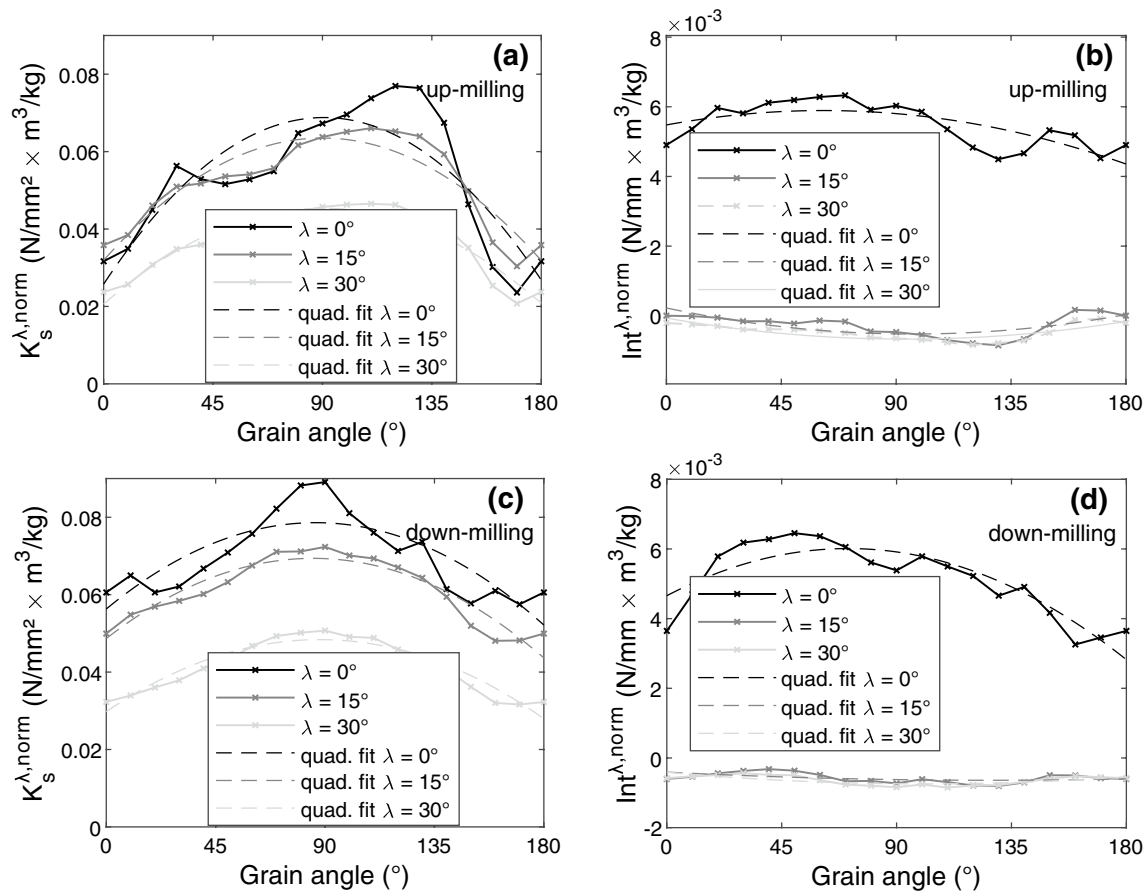 (a)
up-milling
0.08
0.06
0.04
0.02
0
K_s^λ,norm (N/mm² × m³/kg)
λ = 0°
λ = 15°
λ = 30°
quad. fit λ = 0°
quad. fit λ = 15°
quad. fit λ = 30°
0 45 90 135 180
Grain angle (°)
×10⁻³
(b)
up-milling
8
6
4
2
0
Int^λ,norm (N/mm × m³/kg)
λ = 0°
λ = 15°
λ = 30°
quad. fit λ = 0°
quad. fit λ = 15°
quad. fit λ = 30°
0 45 90 135 180
Grain angle (°)
(c)
down-milling
0.08
0.06
0.04
0.02
0
K_s^λ,norm (N/mm² × m³/kg)
λ = 0°
λ = 15°
λ = 30°
quad. fit λ = 0°
quad. fit λ = 15°
quad. fit λ = 30°
0 45 90 135 180
Grain angle (°)
×10⁻³
(d)
down-milling
8
6
4
2
0
-2
Int^λ,norm (N/mm × m³/kg)
λ = 0°
λ = 15°
λ = 30°
quad. fit λ = 0°
quad. fit λ = 15°
quad. fit λ = 30°
0 45 90 135 180
Grain angle (°)